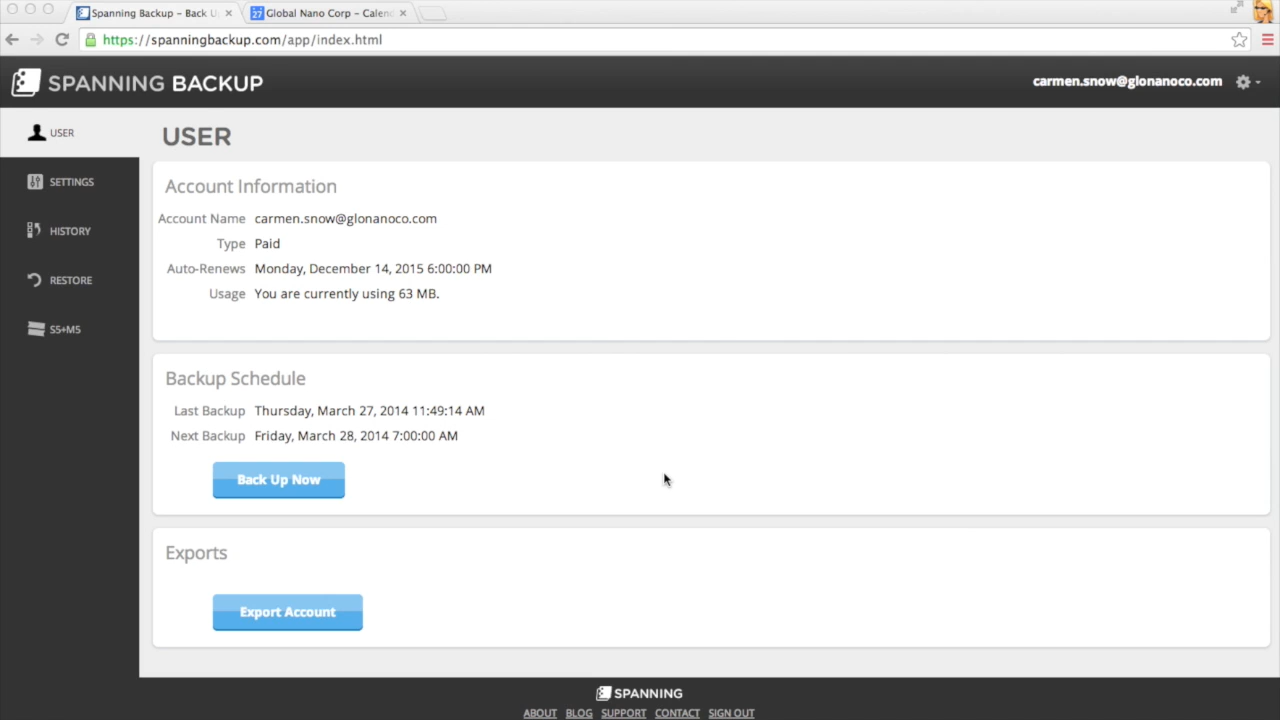 Spanning Backup – Back U
Global Nano Corp – Calen
https://spanningbackup.com/app/index.html
SPANNING BACKUP
carmen.snow@glonanoco.com
USER
SETTINGS
HISTORY
RESTORE
S5+M5
USER
Account Information
Account Name carmen.snow@glonanoco.com
Type Paid
Auto-Renews Monday, December 14, 2015 6:00:00 PM
Usage You are currently using 63 MB.
Backup Schedule
Last Backup Thursday, March 27, 2014 11:49:14 AM
Next Backup Friday, March 28, 2014 7:00:00 AM
Back Up Now
Exports
Export Account
SPANNING
ABOUT BLOG SUPPORT CONTACT SIGN OUT